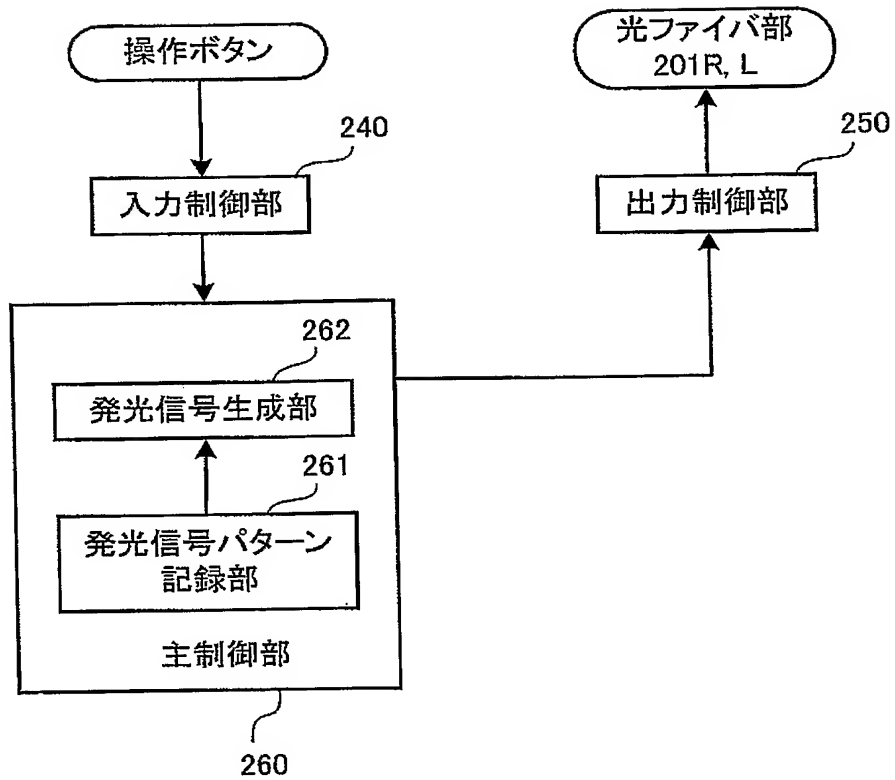 操作ボタン
光ファイバ部
201R, L
240
250
入力制御部
出力制御部
262
発光信号生成部
261
発光信号パターン
記録部
主制御部
260